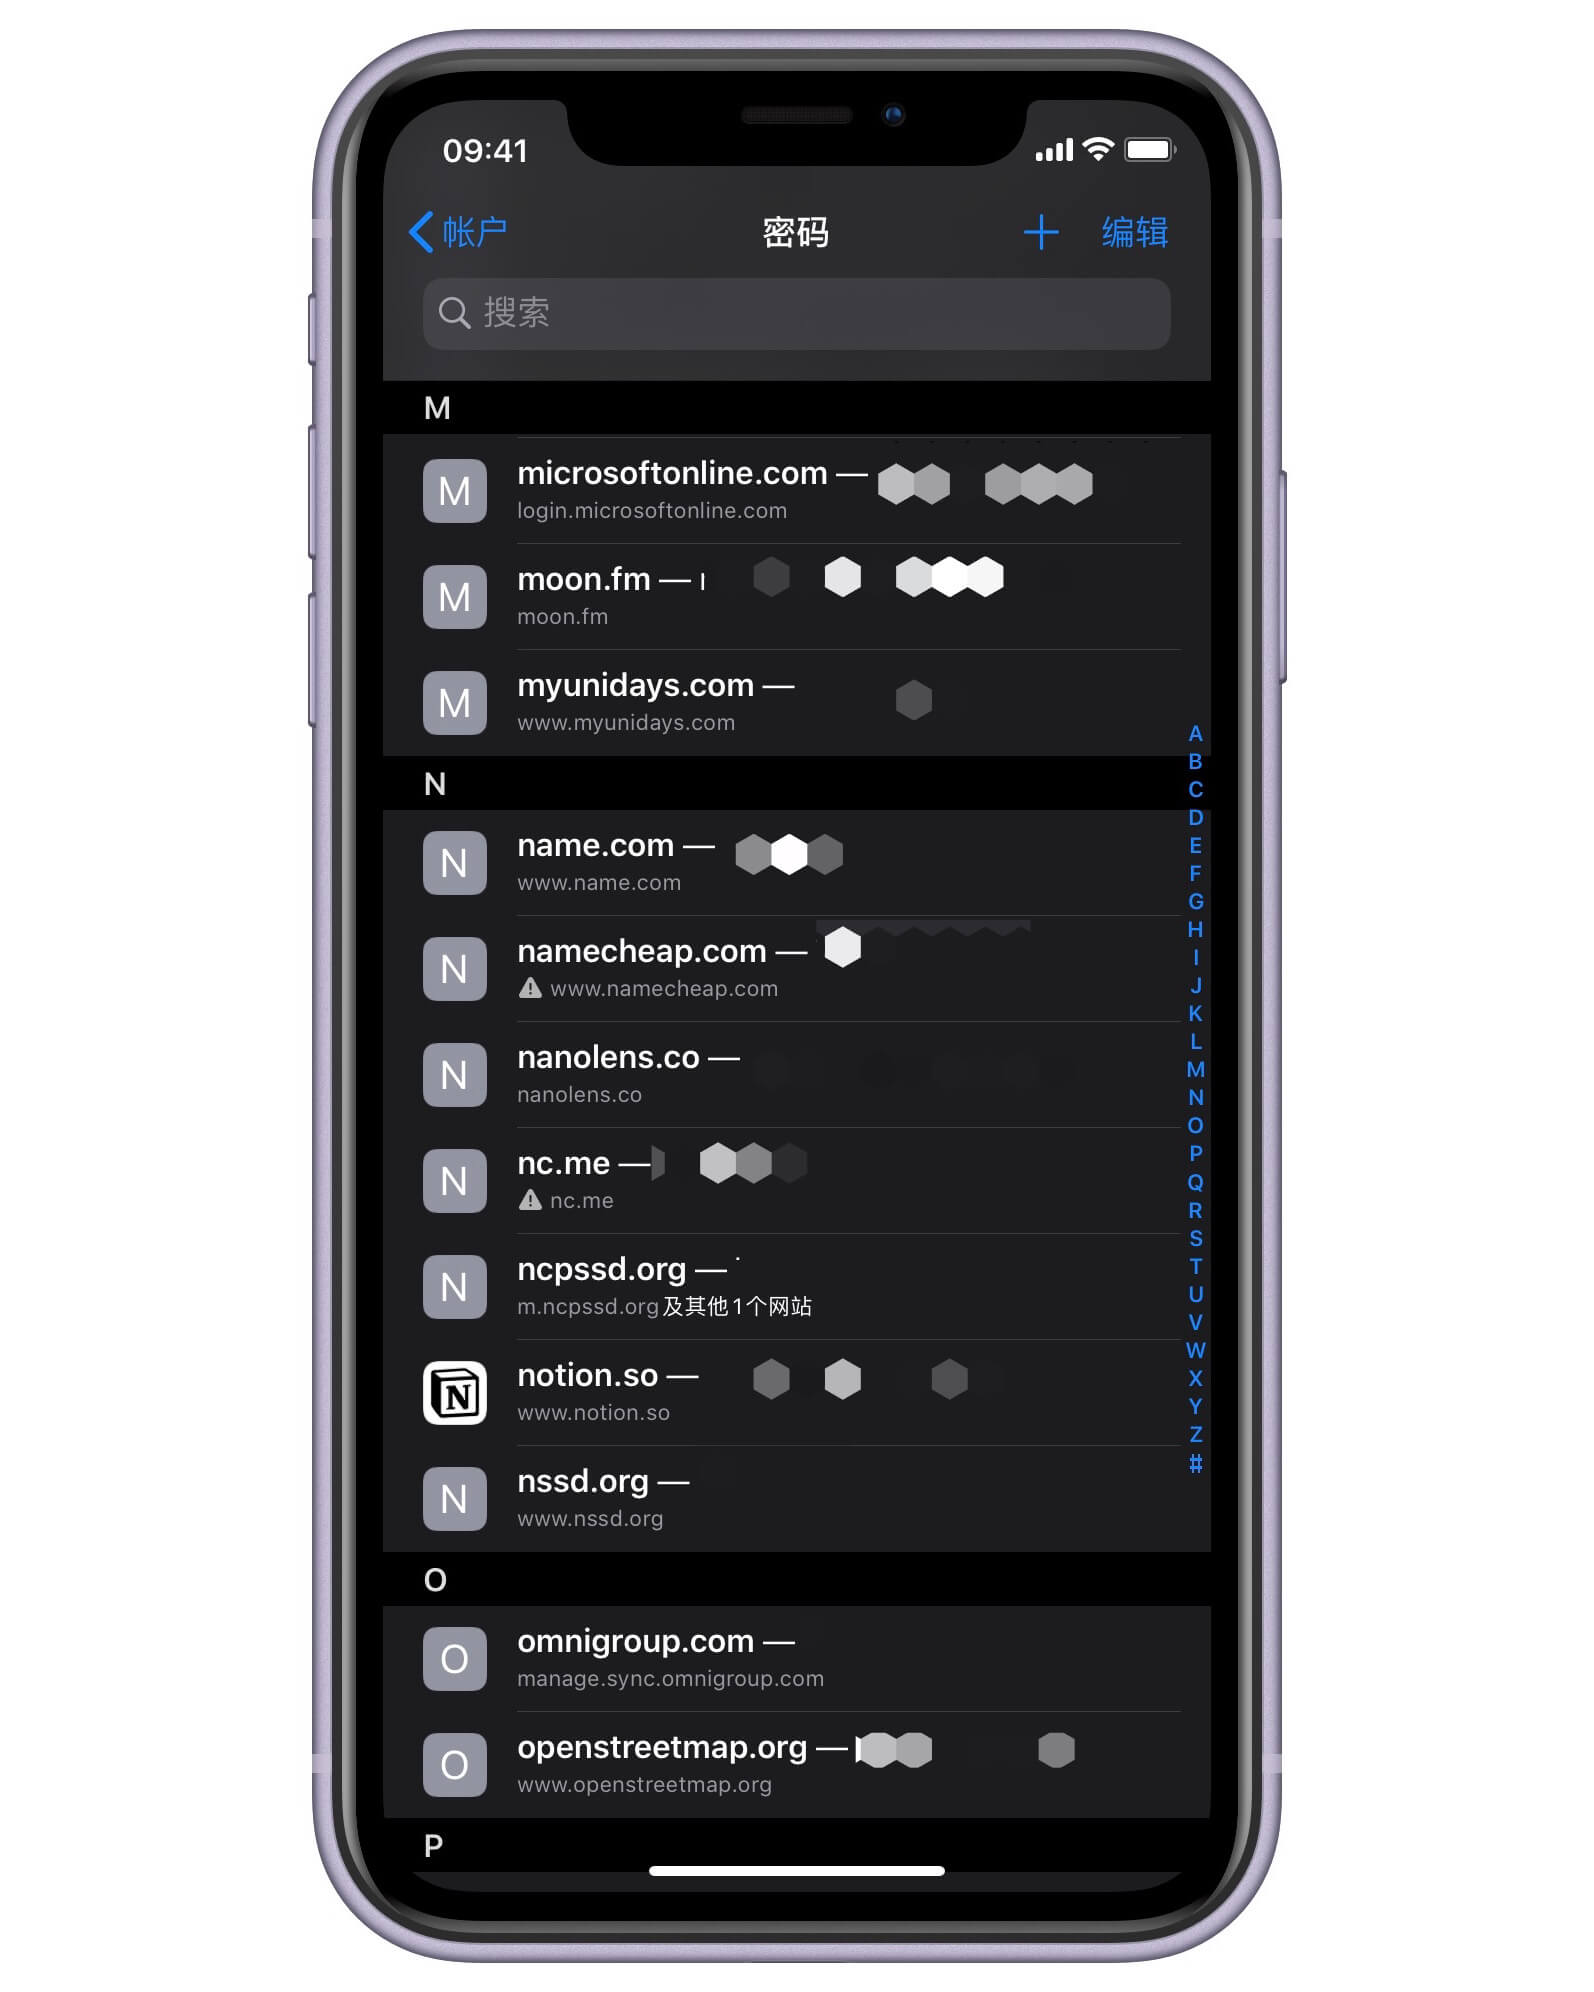 09:41
帐户 密码 编辑
搜索
M
M microsoftonline.com —
login.microsoftonline.com
M moon.fm —
moon.fm
M myunidays.com —
www.myunidays.com
N
N name.com —
www.name.com
N namecheap.com —
www.namecheap.com
N nanolens.co —
nanolens.co
N nc.me —
nc.me
N ncpssd.org —
m.ncpssd.org及其他1个网站
N notion.so —
www.notion.so
N nssd.org —
www.nssd.org
O
O omnigroup.com —
manage.sync.omnigroup.com
O openstreetmap.org —
www.openstreetmap.org
P
A
B
C
D
E
F
G
H
I
J
K
L
M
N
O
P
Q
R
S
T
U
V
W
X
Y
Z
#